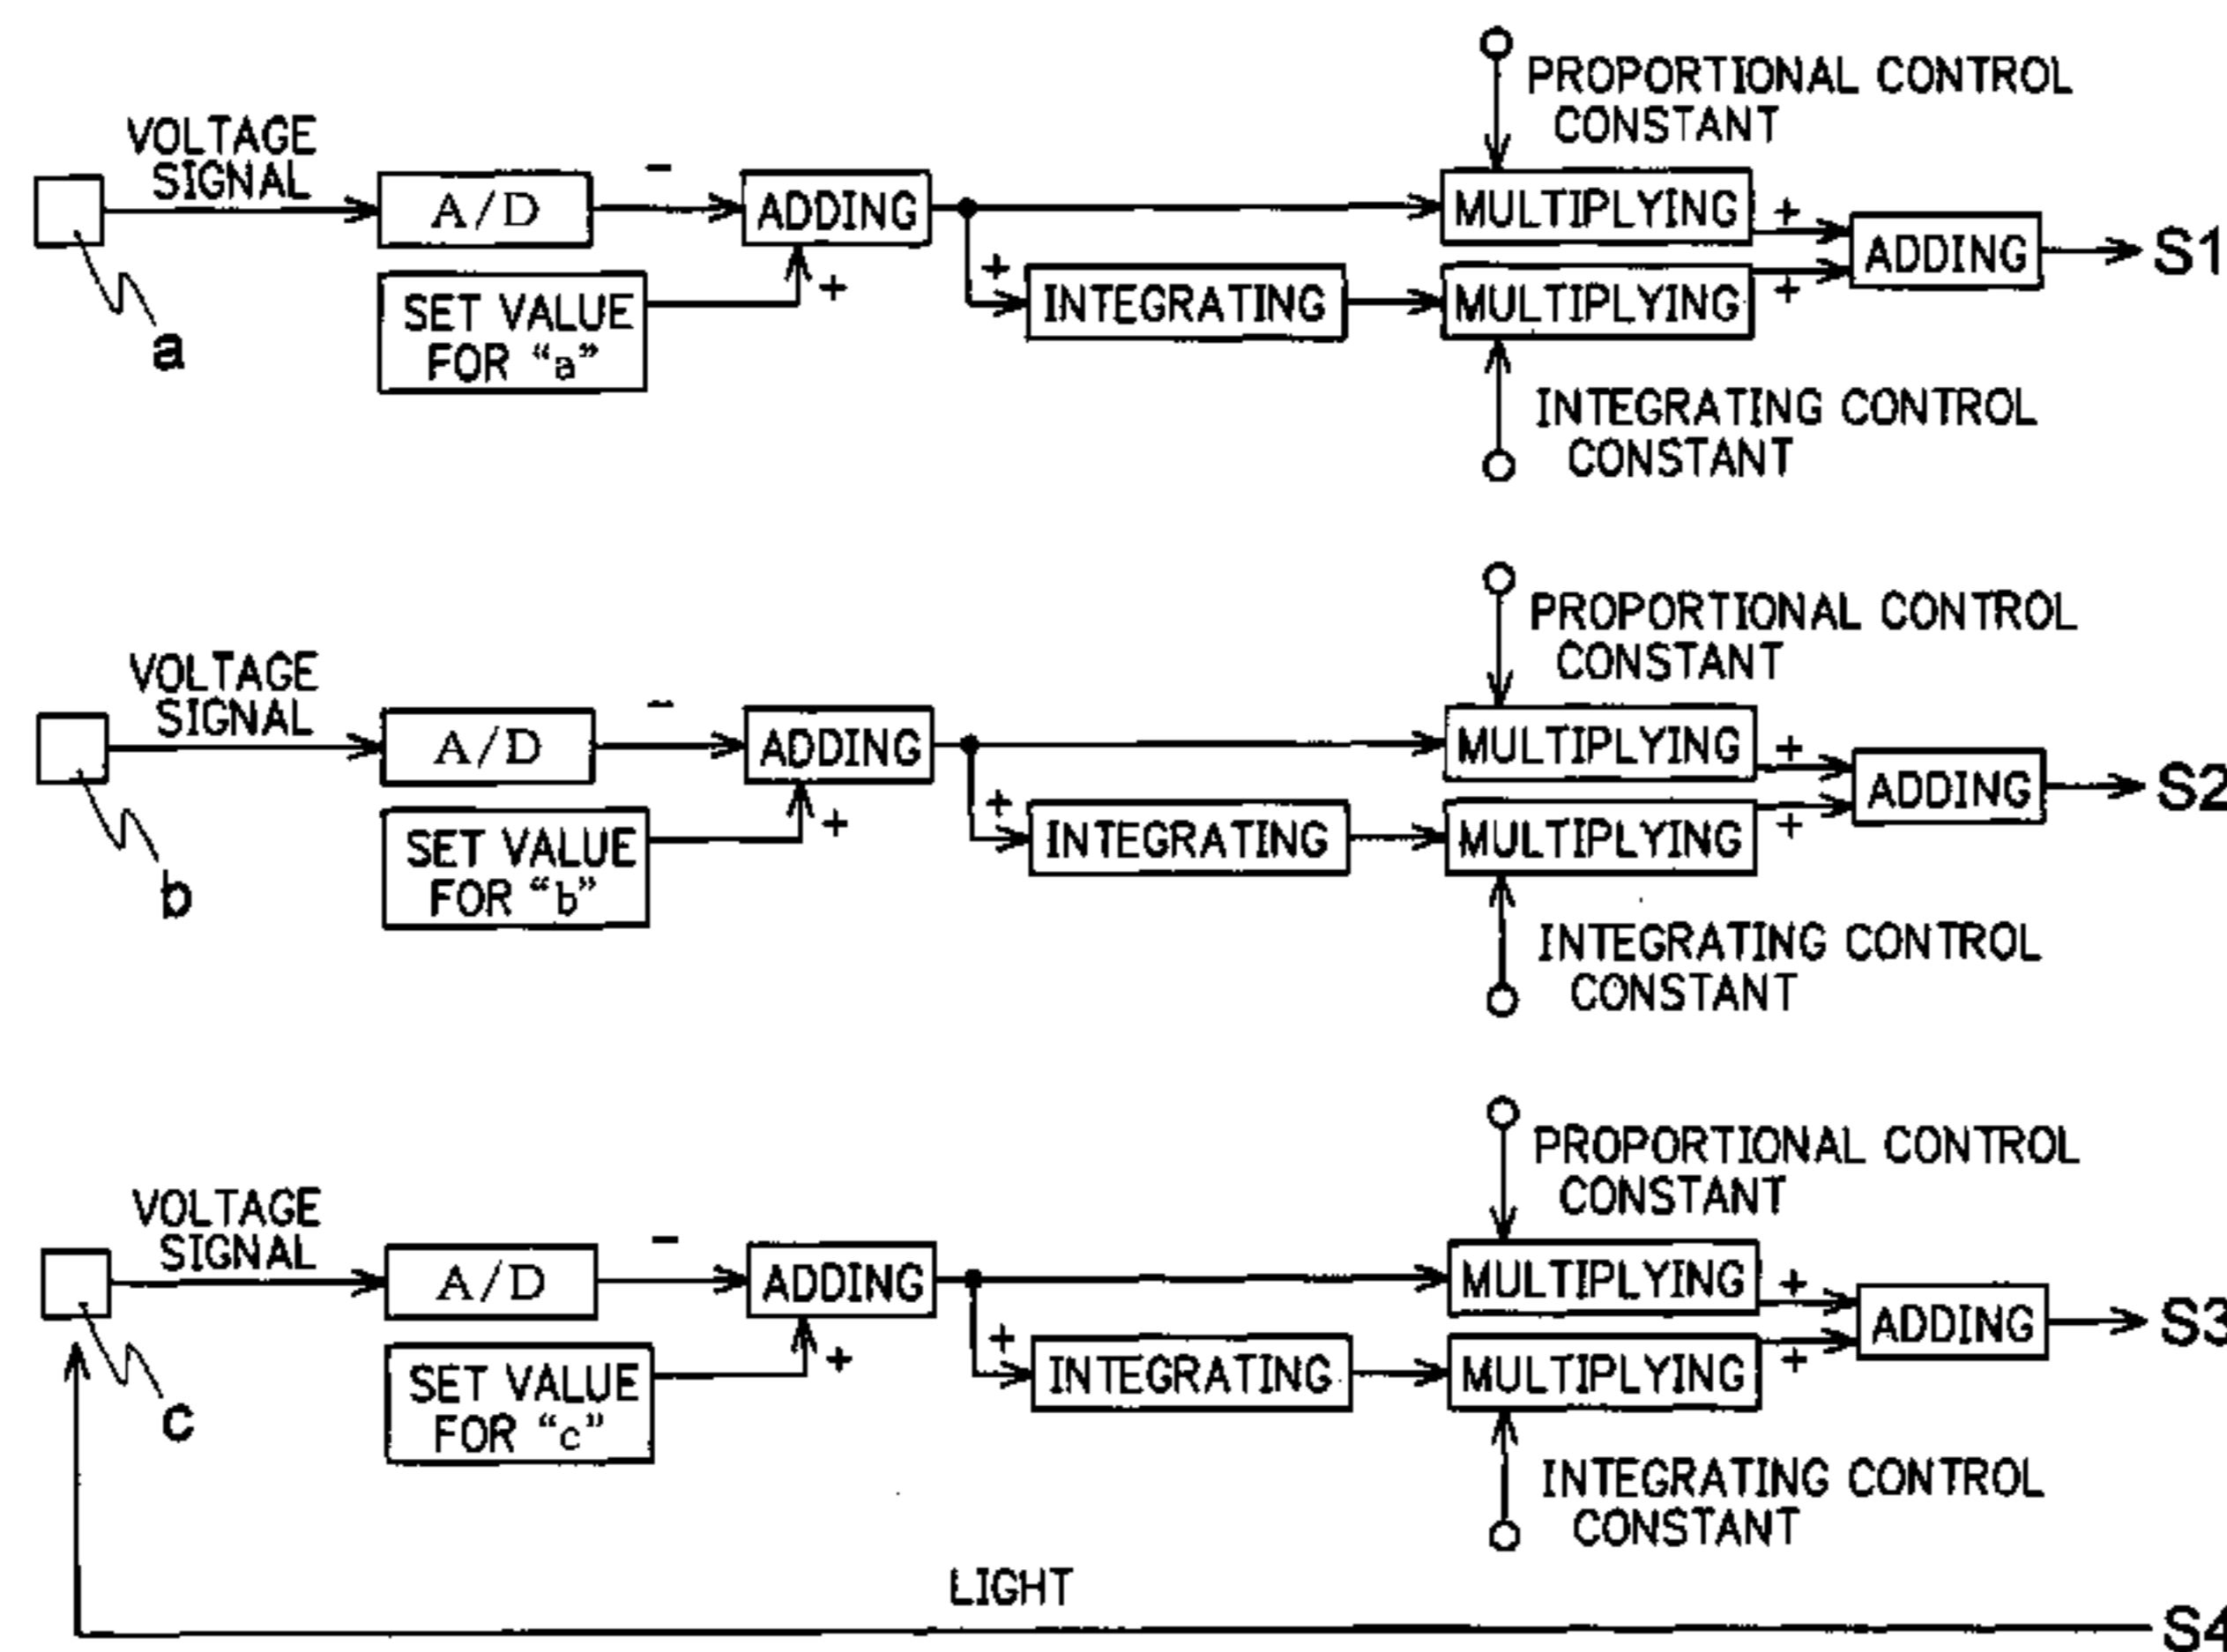 PROPORTIONAL CONTROL
CONSTANT
VOLTAGE
SIGNAL
A/D
-
ADDING
MULTIPLYING
+
ADDING
S1
SET VALUE
FOR "a"
+
+
INTEGRATING
MULTIPLYING
+
a
INTEGRATING CONTROL
CONSTANT
PROPORTIONAL CONTROL
CONSTANT
VOLTAGE
SIGNAL
A/D
-
ADDING
MULTIPLYING
+
ADDING
S2
SET VALUE
FOR "b"
+
+
INTEGRATING
MULTIPLYING
+
b
INTEGRATING CONTROL
CONSTANT
PROPORTIONAL CONTROL
CONSTANT
VOLTAGE
SIGNAL
A/D
-
ADDING
MULTIPLYING
+
ADDING
S3
SET VALUE
FOR "c"
+
+
INTEGRATING
MULTIPLYING
+
c
INTEGRATING CONTROL
CONSTANT
LIGHT
S4